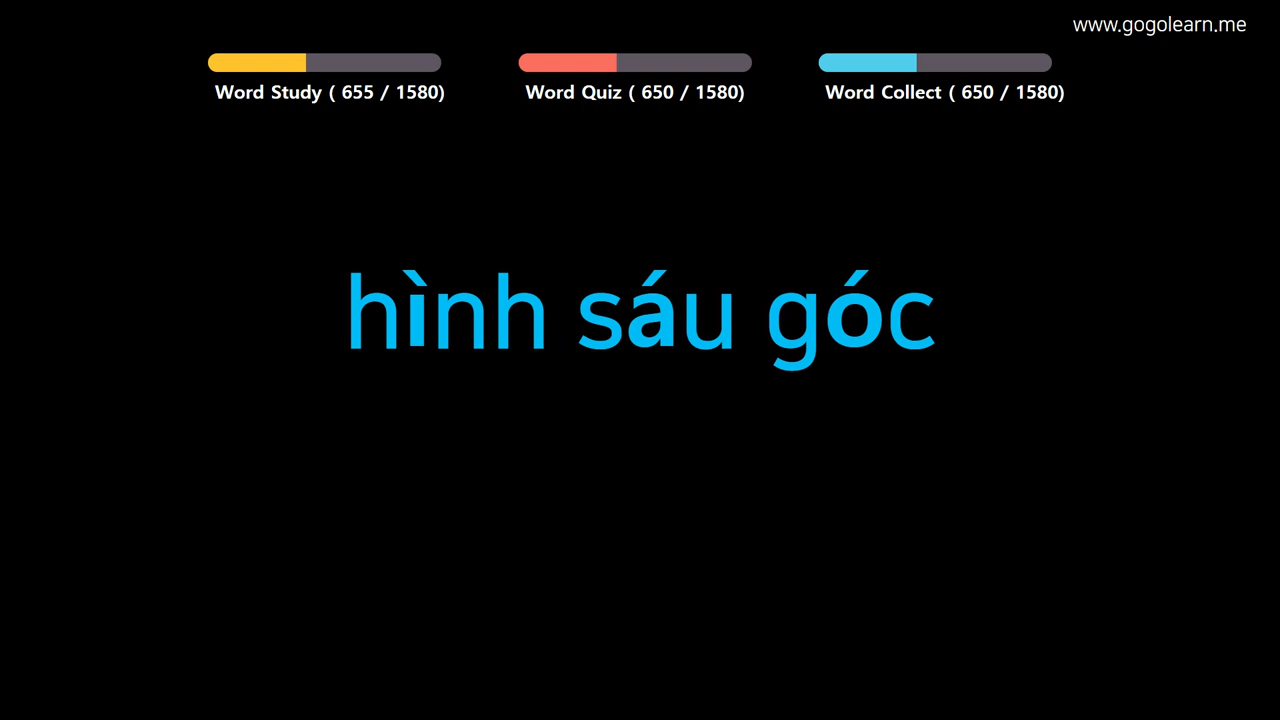 www.gogolearn.me
Word Study ( 655 / 1580)
Word Quiz ( 650 / 1580)
Word Collect ( 650 / 1580)
hình sáu góc